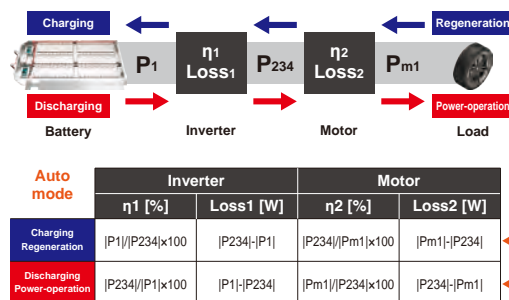 Charging
Regeneration
η1
Loss1
η2
Loss2
P1
P234
Pm1
Discharging
Power-operation
Battery
Inverter
Motor
Load
Auto
mode
Inverter
Motor
η1 [%]
Loss1 [W]
η2 [%]
Loss2 [W]
Charging
Regeneration
|P1|/|P234|×100
|P234|-|P1|
|P234|/|Pm1|×100
|Pm1|-|P234|
Discharging
Power-operation
|P234|/|P1|×100
|P1|-|P234|
|Pm1|/|P234|×100
|P234|-|Pm1|